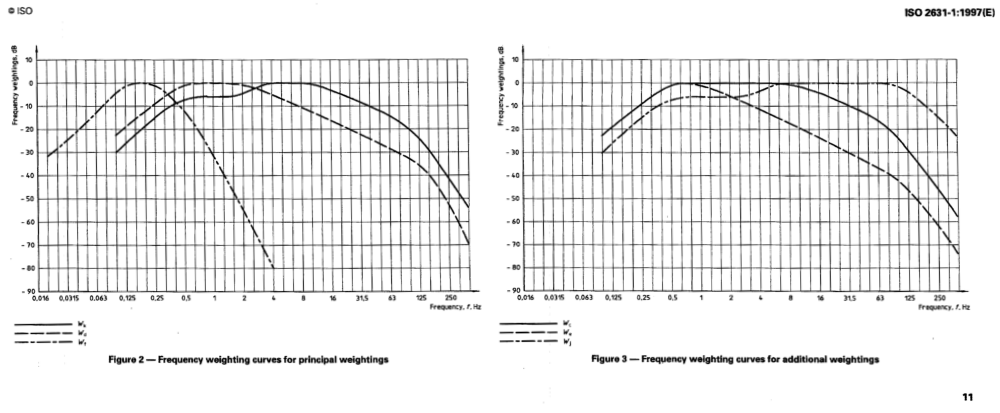 © ISO
ISO 2631-1:1997(E)
Frequency weightings, dB
10
0
- 10
- 20
- 30
- 40
- 50
- 60
- 70
- 80
- 90
0,016 0,0315 0,063 0,125 0,25 0,5 1 2 4 8 16 31,5 63 125 250
Frequency, f, Hz
Wk
Wd
Wf
Figure 2 — Frequency weighting curves for principal weightings
Frequency weightings, dB
10
0
- 10
- 20
- 30
- 40
- 50
- 60
- 70
- 80
- 90
0,016 0,0315 0,063 0,125 0,25 0,5 1 2 4 8 16 31,5 63 125 250
Frequency, f, Hz
Wc
We
Wj
Figure 3 — Frequency weighting curves for additional weightings
11